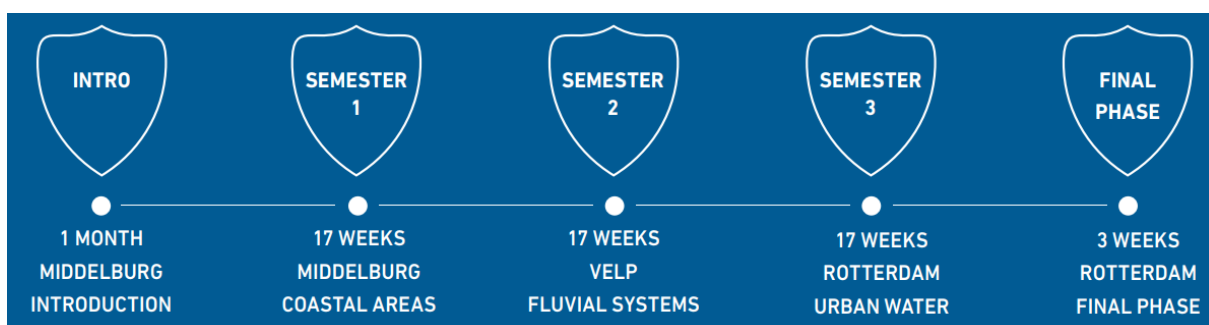 INTRO
SEMESTER
1
SEMESTER
2
SEMESTER
3
FINAL
PHASE
1 MONTH
MIDDELBURG
INTRODUCTION
17 WEEKS
MIDDELBURG
COASTAL AREAS
17 WEEKS
VELP
FLUVIAL SYSTEMS
17 WEEKS
ROTTERDAM
URBAN WATER
3 WEEKS
ROTTERDAM
FINAL PHASE